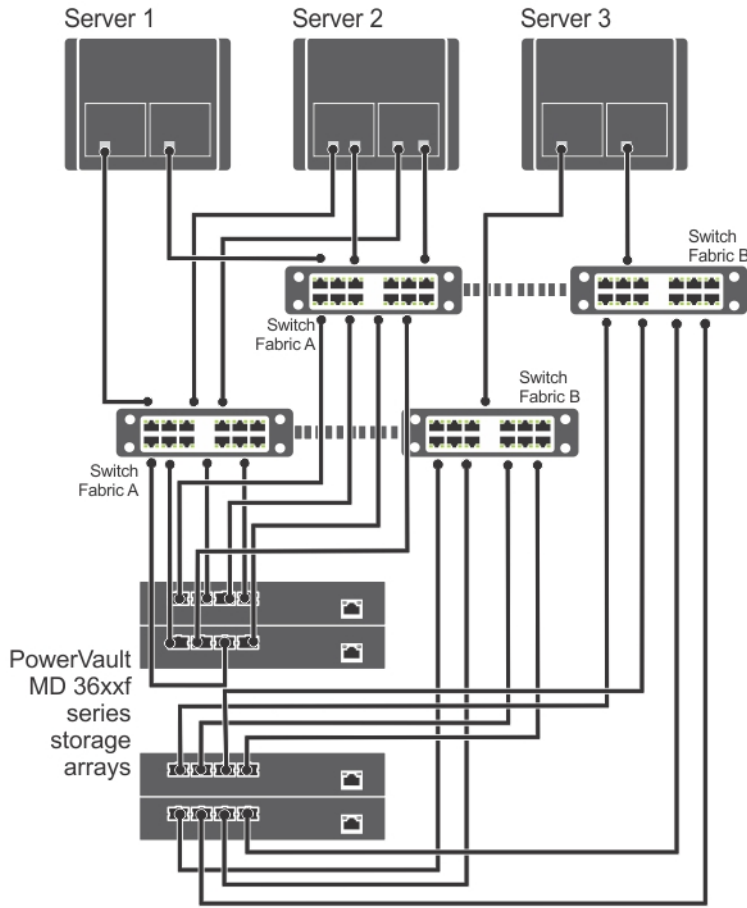 Server 1
Server 2
Server 3
Switch
Fabric B
Switch
Fabric A
Switch
Fabric B
Switch
Fabric A
PowerVault
MD 36xxf
series
storage
arrays